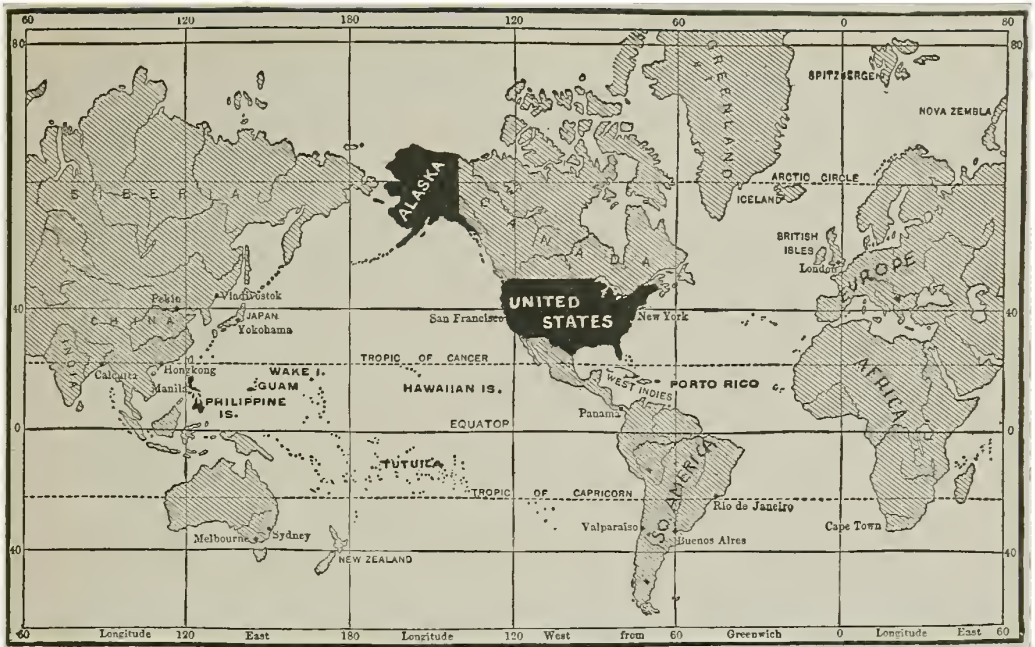 60 120 180 120 60 0 60
80 80
GREENLAND
SPITZBERGEN
NOVA ZEMBLA
SIBERIA
ALASKA
CANADA
ARCTIC CIRCLE
ICELAND
BRITISH
ISLES
London
EUROPE
Pekin
Vladivostok
UNITED
STATES
40 40
San Francisco
New York
CHINA
JAPAN
Yokohama
INDIA
TROPIC OF CANCER
Calcutta
Hongkong
WAKE I.
GUAM
HAWAIIAN IS.
WEST INDIES
PORTO RICO
AFRICA
Manila
PHILIPPINE
IS.
Panama
0 EQUATOR 0
TUTUILA
SO. AMERICA
TROPIC OF CAPRICORN
Rio de Janeiro
Valparaiso
Cape Town
Melbourne
Sydney
Buenos Aires
40 40
NEW ZEALAND
60 Longitude 120 East 180 Longitude 120 West from 60 Greenwich 0 Longitude East 60